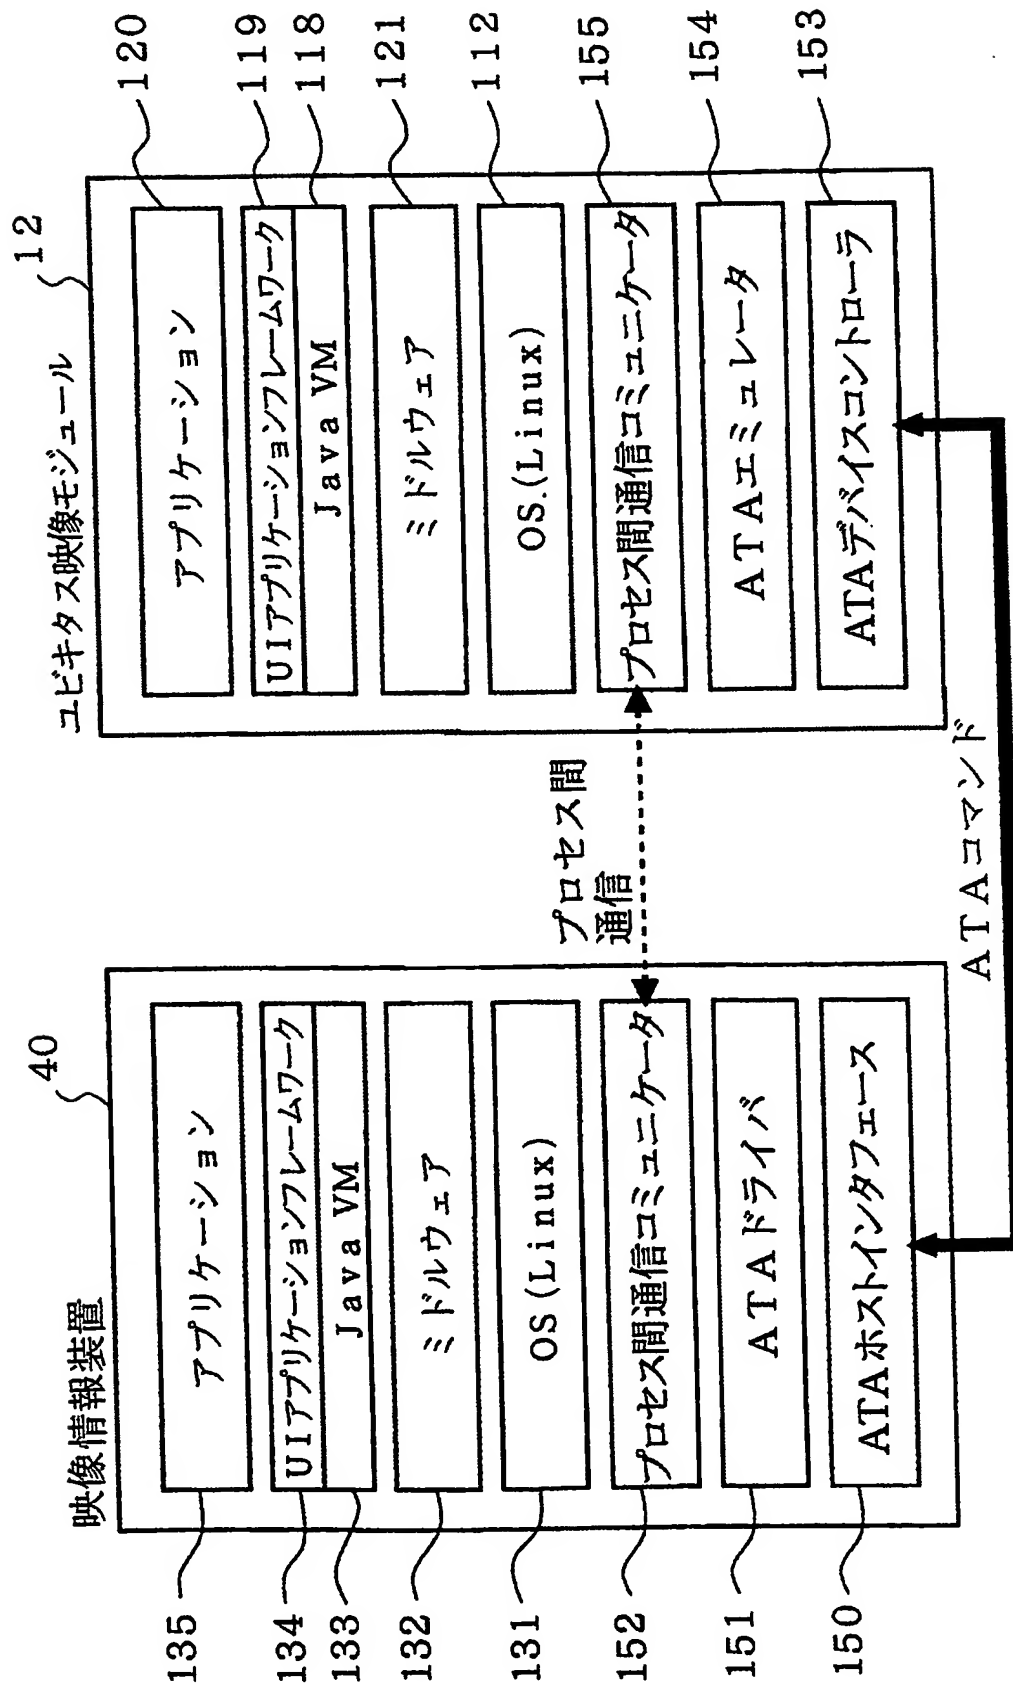 映像情報装置
40
135
アプリケーション
134
UIアプリケーションフレームワーク
133
Java VM
132
ミドルウェア
131
OS (Linux)
152
プロセス間通信コミュニケータ
151
ATAドライバ
150
ATAホストインタフェース
プロセス間
通信
ATAコマンド
ユビキタス映像モジュール
12
アプリケーション
120
UIアプリケーションフレームワーク
119
Java VM
118
ミドルウェア
121
OS.(Linux)
112
プロセス間通信コミュニケータ
155
ATAエミュレータ
154
ATAデバイスコントローラ
153